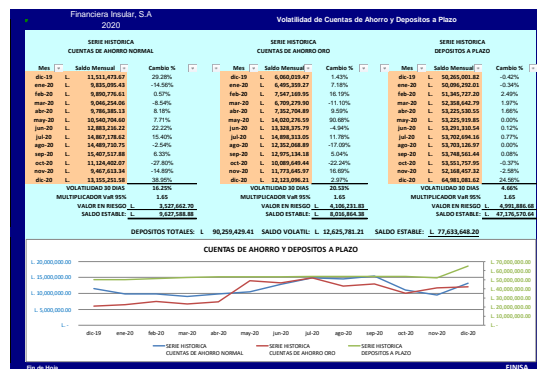 Financiera Insular, S.A
2020
Volatilidad de Cuentas de Ahorro y Depositos a Plazo
SERIE HISTORICA SERIE HISTORICA SERIE HISTORICA
CUENTAS DE AHORRO NORMAL CUENTAS DE AHORRO ORO DEPOSITOS A PLAZO
Mes Saldo Mensual Cambio % Mes Saldo Mensual Cambio % Mes Saldo Mensual Cambio %
dic-19 L. 11,511,473.67 29.28% dic-19 L. 6,060,019.47 1.43% dic-19 L. 50,265,001.82 -0.42%
ene-20 L. 9,835,095.43 -14.56% ene-20 L. 6,495,359.27 7.18% ene-20 L. 50,096,292.01 -0.34%
feb-20 L. 9,890,776.61 0.57% feb-20 L. 7,547,169.95 16.19% feb-20 L. 51,345,727.20 2.49%
mar-20 L. 9,046,254.06 -8.54% mar-20 L. 6,709,279.90 -11.10% mar-20 L. 52,358,642.79 1.97%
abr-20 L. 9,786,385.13 8.18% abr-20 L. 7,352,704.89 9.59% abr-20 L. 53,225,530.55 1.66%
may-20 L. 10,540,704.60 7.71% may-20 L. 14,020,276.59 90.68% may-20 L. 53,225,919.85 0.00%
jun-20 L. 12,883,216.22 22.22% jun-20 L. 13,328,375.79 -4.94% jun-20 L. 53,291,330.54 0.12%
jul-20 L. 14,867,178.62 15.40% jul-20 L. 14,898,313.05 11.78% jul-20 L. 53,702,694.16 0.77%
ago-20 L. 14,489,710.75 -2.54% ago-20 L. 12,352,068.89 -17.09% ago-20 L. 53,703,126.97 0.00%
sep-20 L. 15,407,517.88 6.33% sep-20 L. 12,975,134.18 5.04% sep-20 L. 53,748,561.44 0.08%
oct-20 L. 11,124,402.07 -27.80% oct-20 L. 10,089,649.44 -22.24% oct-20 L. 53,551,757.95 -0.37%
nov-20 L. 9,467,613.34 -14.89% nov-20 L. 11,773,645.97 16.69% nov-20 L. 52,168,457.32 -2.58%
dic-20 L. 13,155,251.58 38.95% dic-20 L. 12,123,096.21 2.97% dic-20 L. 64,981,081.62 24.56%
VOLATILIDAD 30 DIAS 16.25% VOLATILIDAD 30 DIAS 20.53% VOLATILIDAD 30 DIAS 4.66%
MULTIPLICADOR VaR 95% 1.65 MULTIPLICADOR VaR 95% 1.65 MULTIPLICADOR VaR 95% 1.65
VALOR EN RIESGO L. 3,527,662.70 VALOR EN RIESGO L. 4,106,231.83 VALOR EN RIESGO L. 4,991,886.68
SALDO ESTABLE: L. 9,627,588.88 SALDO ESTABLE: L. 8,016,864.38 SALDO ESTABLE: L. 47,176,570.64
DEPOSITOS TOTALES: L 90,259,429.41 SALDO VOLATIL: L. 12,625,781.21 SALDO ESTABLE: L. 77,633,648.20
CUENTAS DE AHORRO Y DEPOSITOS A PLAZO
L. 20,000,000.00 L. 70,000,000.00
L. 60,000,000.00
L. 15,000,000.00 L. 50,000,000.00
L. 40,000,000.00
L. 10,000,000.00 L. 30,000,000.00
L. 5,000,000.00 L. 20,000,000.00
L. 10,000,000.00
L. - L. -
dic-19 ene-20 feb-20 mar-20 abr-20 may-20 jun-20 jul-20 ago-20 sep-20 oct-20 nov-20 dic-20
SERIE HISTORICA SERIE HISTORICA SERIE HISTORICA
CUENTAS DE AHORRO NORMAL CUENTAS DE AHORRO ORO DEPOSITOS A PLAZO
Fin de Hoja FINISA